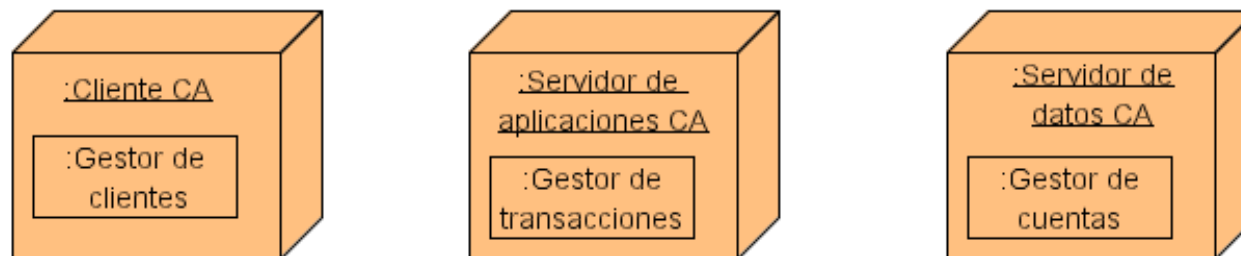 :Cliente CA
:Gestor de
clientes
:Servidor de
aplicaciones CA
:Gestor de
transacciones
:Servidor de
datos CA
:Gestor de
cuentas